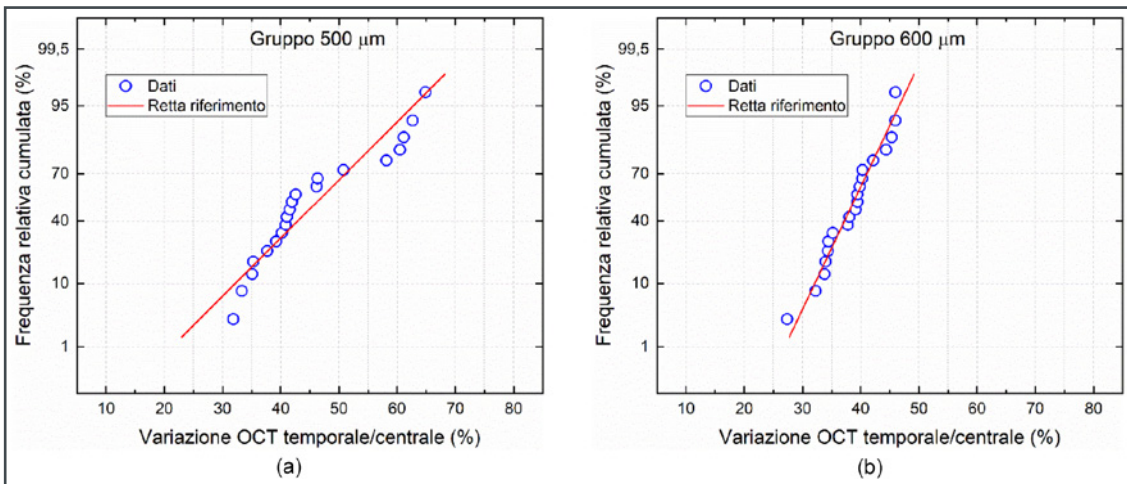 Gruppo 500 μm
Frequenza relativa cumulata (%)
99,5
95
70
40
10
1
Dati
Retta riferimento
10 20 30 40 50 60 70 80
Variazione OCT temporale/centrale (%)
(a)
Gruppo 600 μm
Frequenza relativa cumulata (%)
99,5
95
70
40
10
1
Dati
Retta riferimento
10 20 30 40 50 60 70 80
Variazione OCT temporale/centrale (%)
(b)